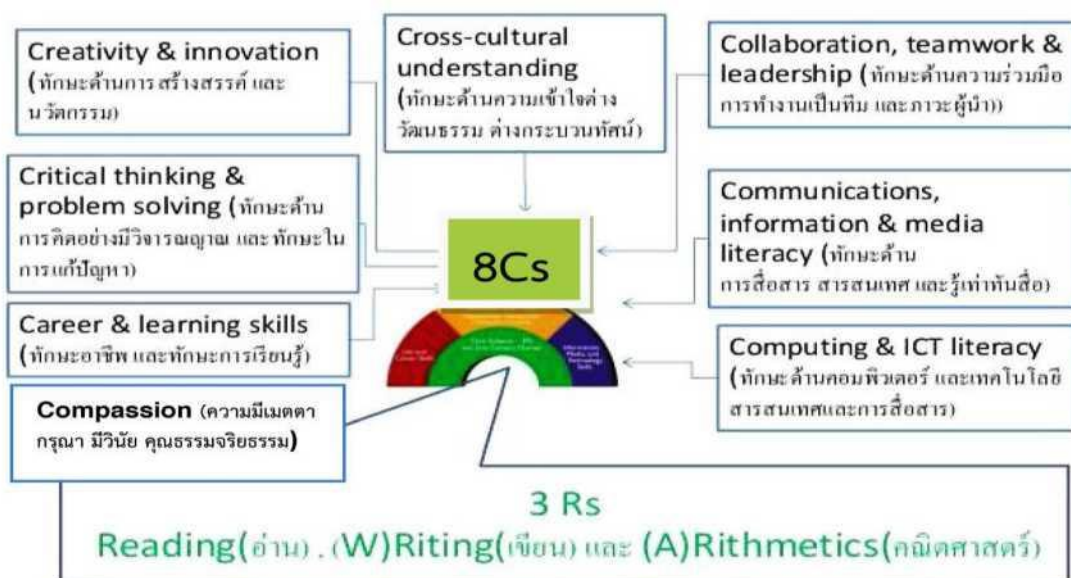 Creativity & innovation
(ทักษะด้านการสร้างสรรค์ และ
นวัตกรรม)
Cross-cultural
understanding
(ทักษะด้านความเข้าใจต่าง
วัฒนธรรม ต่างกระบวนทัศน์)
Collaboration, teamwork &
leadership (ทักษะด้านความร่วมมือ
การทำงานเป็นทีม และภาวะผู้นำ))
Critical thinking &
problem solving (ทักษะด้าน
การคิดอย่างมีวิจารณญาณ และทักษะใน
การแก้ปัญหา)
8Cs
Communications,
information & media
literacy (ทักษะด้าน
การสื่อสาร สารสนเทศ และรู้เท่าทันสื่อ)
Career & learning skills
(ทักษะอาชีพ และทักษะการเรียนรู้)
Computing & ICT literacy
(ทักษะด้านคอมพิวเตอร์ และเทคโนโลยี
สารสนเทศและการสื่อสาร)
Compassion (ความมีเมตตา
กรุณา มีวินัย คุณธรรมจริยธรรม)
3 Rs
Reading(อ่าน) . (W)Riting(เขียน) และ (A)Rithmetics(คณิตศาสตร์)